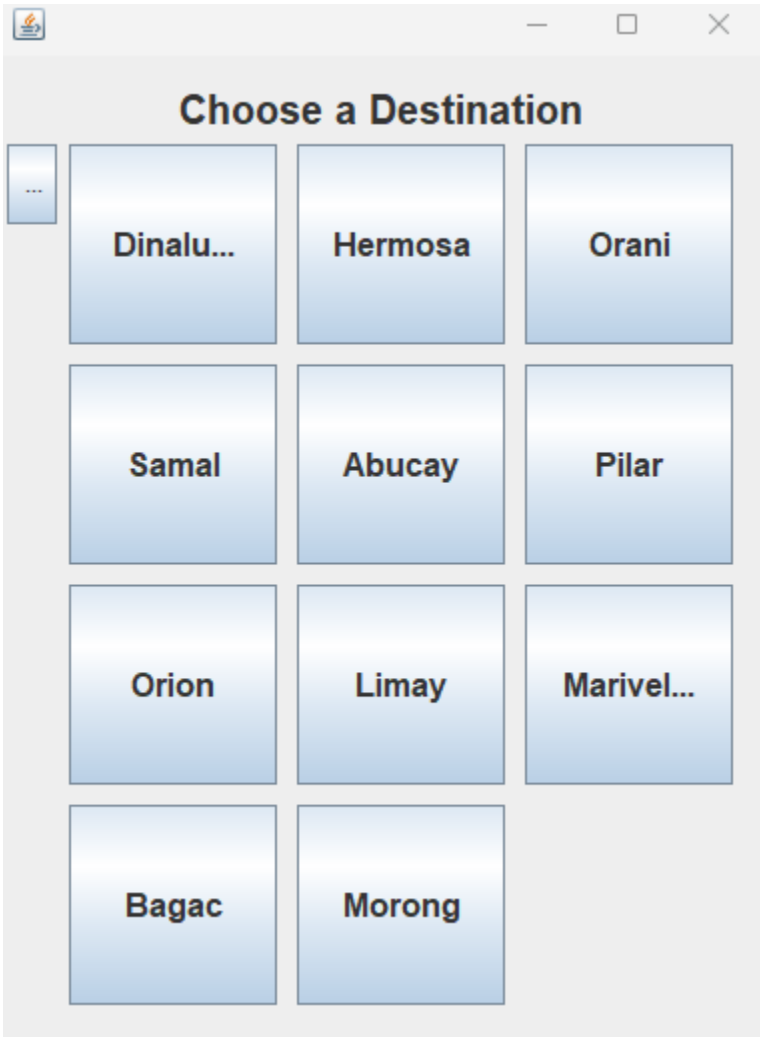 Choose a Destination
...
Dinalu...
Hermosa
Orani
Samal
Abucay
Pilar
Orion
Limay
Marivel...
Bagac
Morong